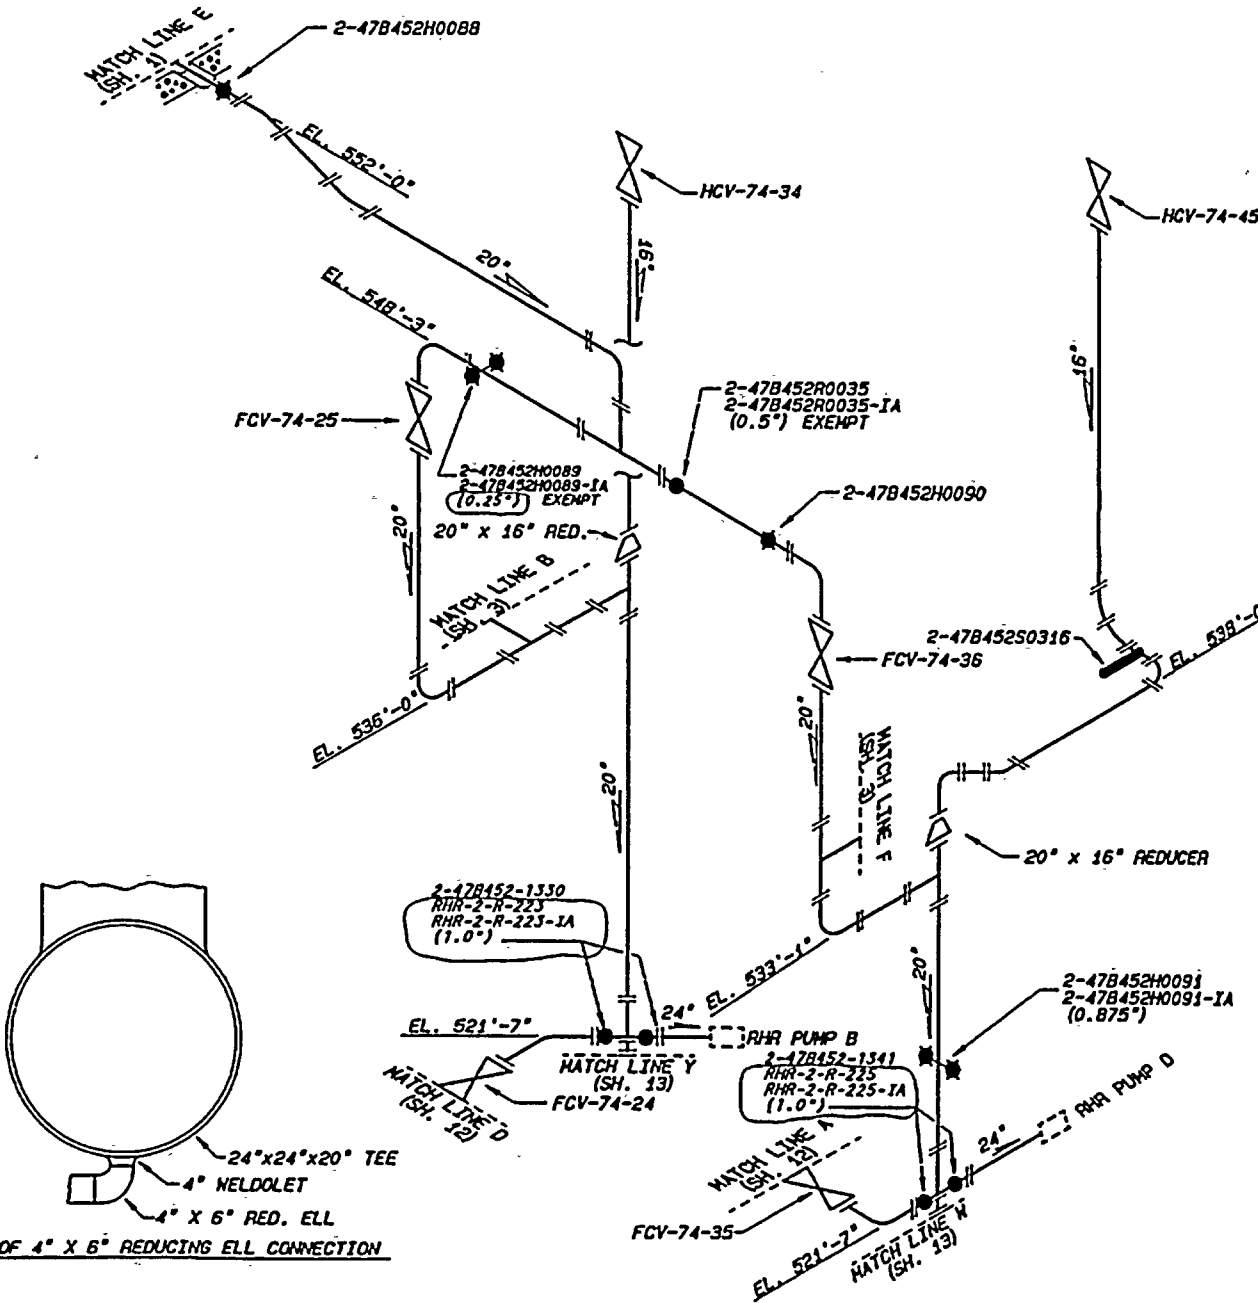 2-47B452H0088
MATCH LINE E
(SH. 1)
EL. 552'-0"
HCV-74-34
HCV-74-45
20"
16"
EL. 548'-3"
16"
FCV-74-25
2-47B452R0035
2-47B452R0035-IA
(0.5") EXEMPT
2-47B452H0089
2-47B452H0089-IA
(0.25") EXEMPT
2-47B452H0090
20" X 16" RED.
20"
MATCH LINE B
(SH. 3)
2-47B452S0316
FCV-74-36
EL. 538'-0
EL. 536'-0"
20"
20"
MATCH LINE F
(SH. 3)
20" x 16" REDUCER
2-47B452-1330
RHR-2-R-223
RHR-2-R-223-IA
(1.0")
EL. 533'-1"
20"
2-47B452H0091
2-47B452H0091-IA
(0.875")
EL. 521'-7"
24"
RHR PUMP B
MATCH LINE Y
(SH. 13)
FCV-74-24
MATCH LINE D
(SH. 12)
2-47B452-1341
RHR-2-R-225
RHR-2-R-225-IA
(1.0")
RHR PUMP D
24"
MATCH LINE A
(SH. 12)
FCV-74-35
EL. 521'-7"
MATCH LINE W
(SH. 13)
24"x24"x20" TEE
4" WELDOLET
4" X 6" RED. ELL
OF 4" X 6" REDUCING ELL CONNECTION